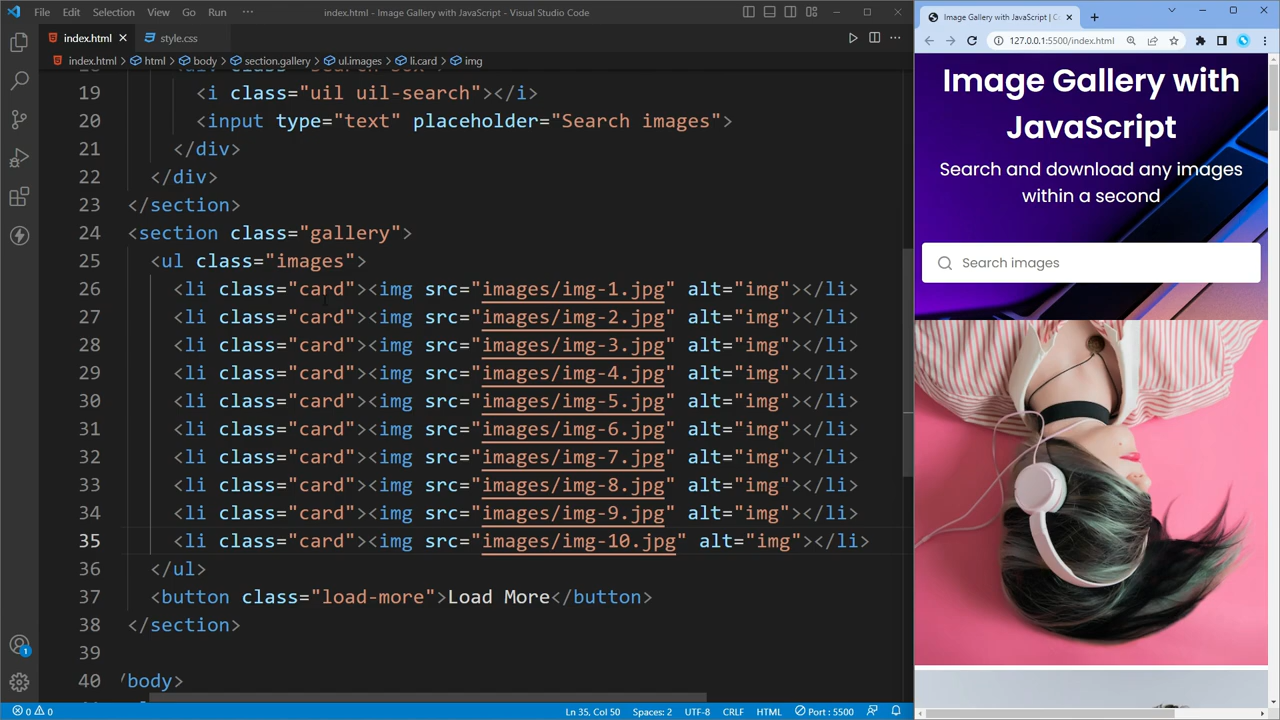 File Edit Selection View Go Run ··· index.html - Image Gallery with JavaScript - Visual Studio Code
index.html style.css
index.html > html > body > section.gallery > ul.images > li.card > img
19 <i class="uil uil-search"></i>
20 <input type="text" placeholder="Search images">
21 </div>
22 </div>
23 </section>
24 <section class="gallery">
25 <ul class="images">
26 <li class="card"><img src="images/img-1.jpg" alt="img"></li>
27 <li class="card"><img src="images/img-2.jpg" alt="img"></li>
28 <li class="card"><img src="images/img-3.jpg" alt="img"></li>
29 <li class="card"><img src="images/img-4.jpg" alt="img"></li>
30 <li class="card"><img src="images/img-5.jpg" alt="img"></li>
31 <li class="card"><img src="images/img-6.jpg" alt="img"></li>
32 <li class="card"><img src="images/img-7.jpg" alt="img"></li>
33 <li class="card"><img src="images/img-8.jpg" alt="img"></li>
34 <li class="card"><img src="images/img-9.jpg" alt="img"></li>
35 <li class="card"><img src="images/img-10.jpg" alt="img"></li>
36 </ul>
37 <button class="load-more">Load More</button>
38 </section>
39
40 /body>
0 0 Ln 35, Col 50 Spaces: 2 UTF-8 CRLF HTML Port : 5500
1
Image Gallery with JavaScript |
127.0.0.1:5500/index.html
Image Gallery with
JavaScript
Search and download any images
within a second
Search images